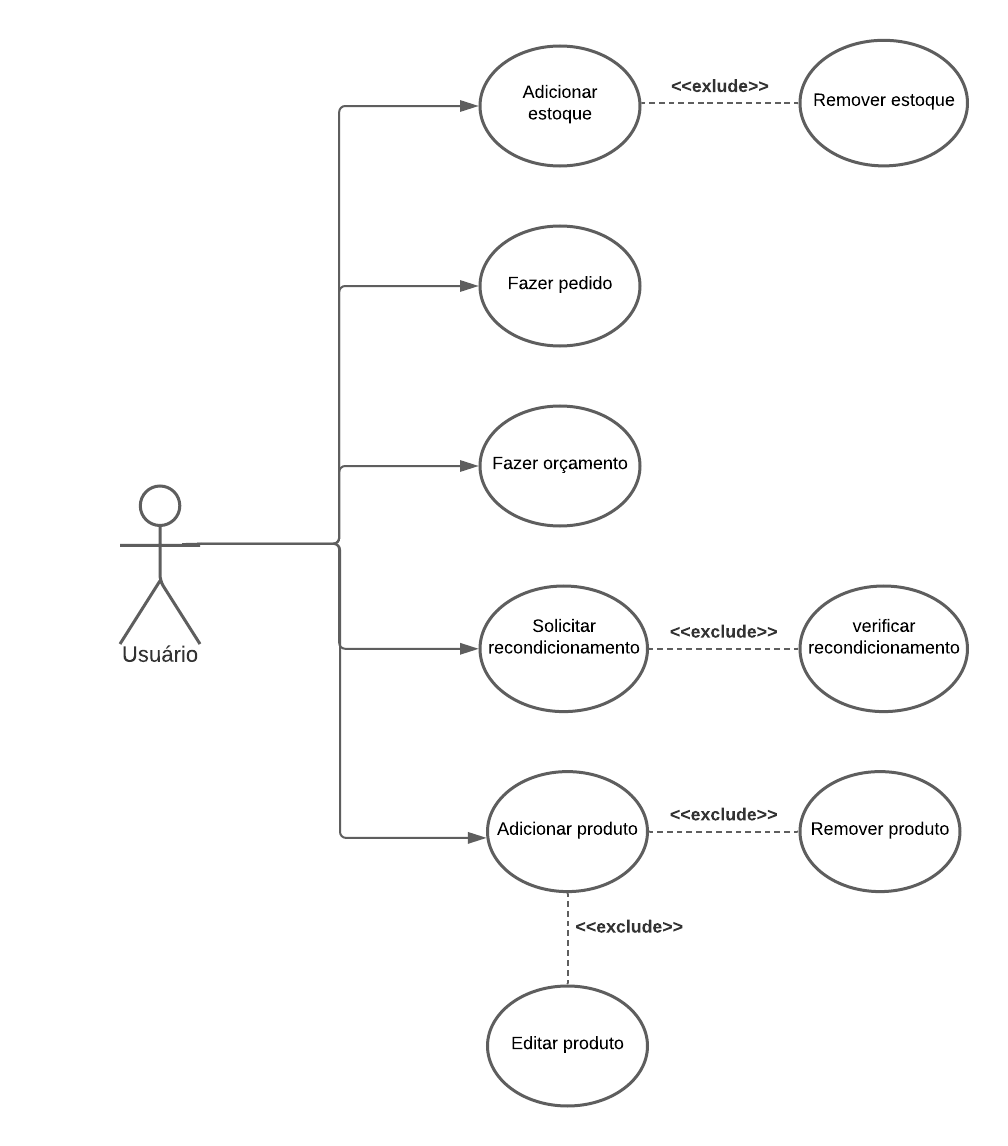 Adicionar
estoque
<<exlude>>
Remover estoque
Fazer pedido
Fazer orçamento
Usuário
Solicitar
recondicionamento
<<exclude>>
verificar
recondicionamento
Adicionar produto
<<exclude>>
Remover produto
<<exclude>>
Editar produto